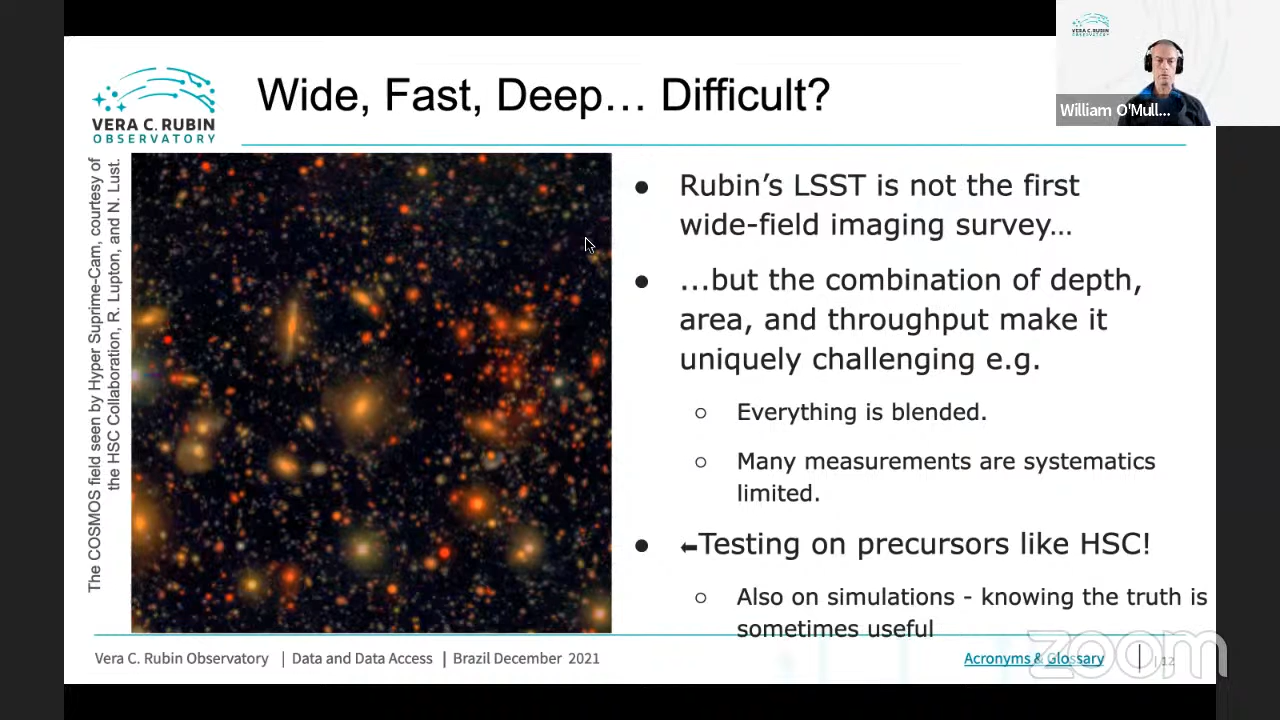 VERA C. RUBIN
OBSERVATORY
Wide, Fast, Deep... Difficult?
VERA C. RUBIN
OBSERVATORY
William O'Mull...
The COSMOS field seen by Hyper Suprime-Cam, courtesy of
the HSC Collaboration, R. Lupton, and N. Lust.
● Rubin's LSST is not the first
wide-field imaging survey…
● ...but the combination of depth,
area, and throughput make it
uniquely challenging e.g.
○ Everything is blended.
○ Many measurements are systematics
limited.
● ⬅Testing on precursors like HSC!
○ Also on simulations - knowing the truth is
sometimes useful
Vera C. Rubin Observatory | Data and Data Access | Brazil December 2021
Acronyms & Glossary | 12
zoom